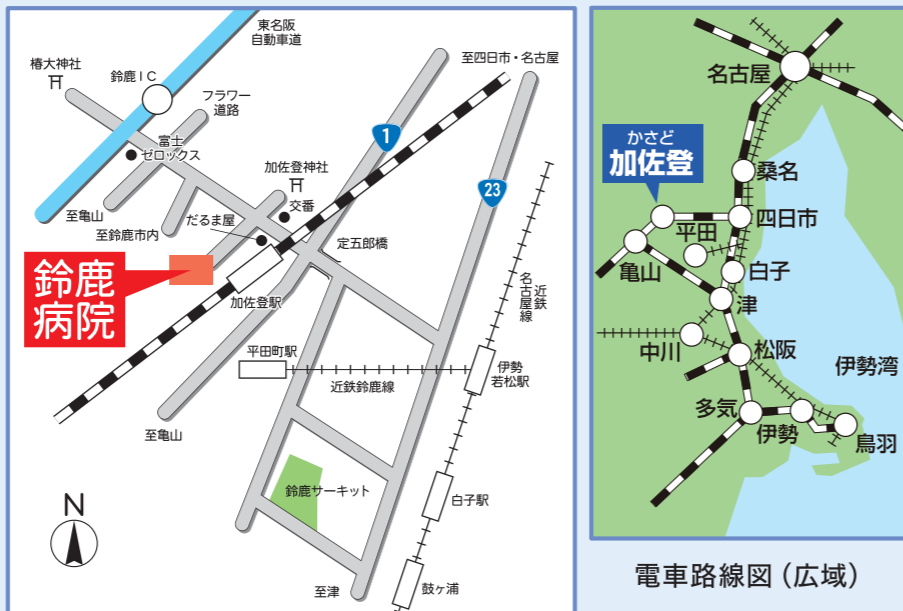 東名阪
自動車道
椿大神社
鈴鹿IC
フラワー
道路
富士
ゼロックス
至四日市・名古屋
1
23
加佐登神社
交番
至亀山
だるま屋
至鈴鹿市内
定五郎橋
鈴鹿
病院
加佐登駅
近鉄
名古屋線
平田町駅
近鉄鈴鹿線
伊勢
若松駅
至亀山
鈴鹿サーキット
白子駅
N
至津
鼓ヶ浦
名古屋
かさど
加佐登
桑名
四日市
平田
亀山
白子
津
中川
松阪
伊勢湾
多気
伊勢
鳥羽
電車路線図(広域)